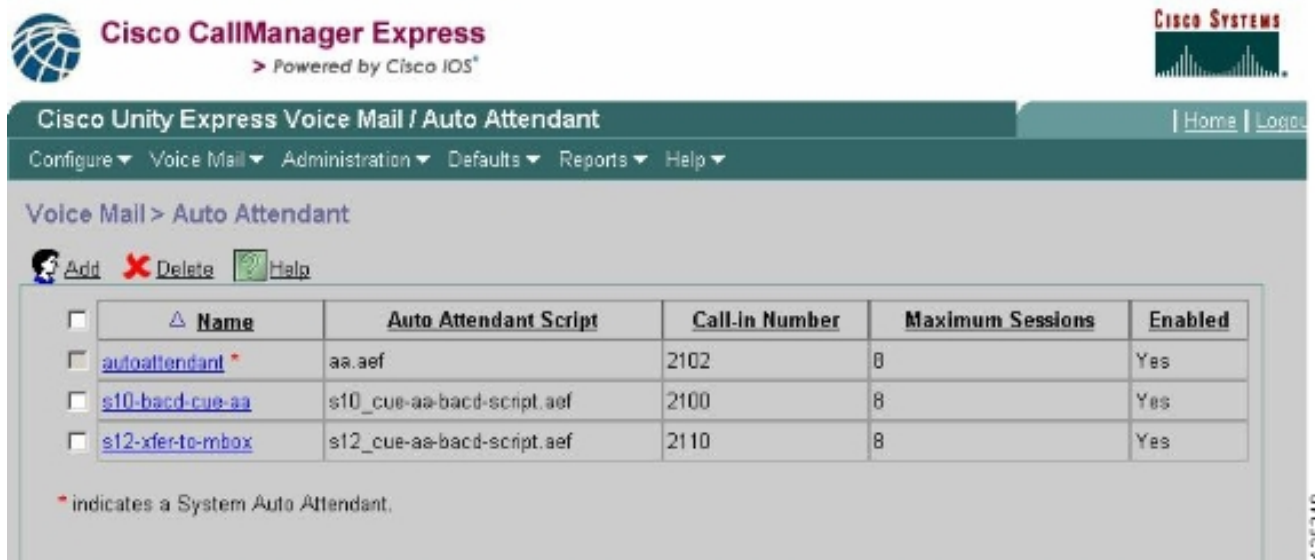 Cisco CallManager Express
> Powered by Cisco IOS®
CISCO SYSTEMS
Cisco Unity Express Voice Mail / Auto Attendant
| Home | Logou
Configure Voice Mail Administration Defaults Reports Help
Voice Mail > Auto Attendant
Add Delete ? Help
Name Auto Attendant Script Call-in Number Maximum Sessions Enabled
autoattendant * aa.aef 2102 8 Yes
s10-bacd-cue-aa s10_cue-aa-bacd-script.aef 2100 8 Yes
s12-xfer-to-mbox s12_cue-aa-bacd-script.aef 2110 8 Yes
* indicates a System Auto Attendant.